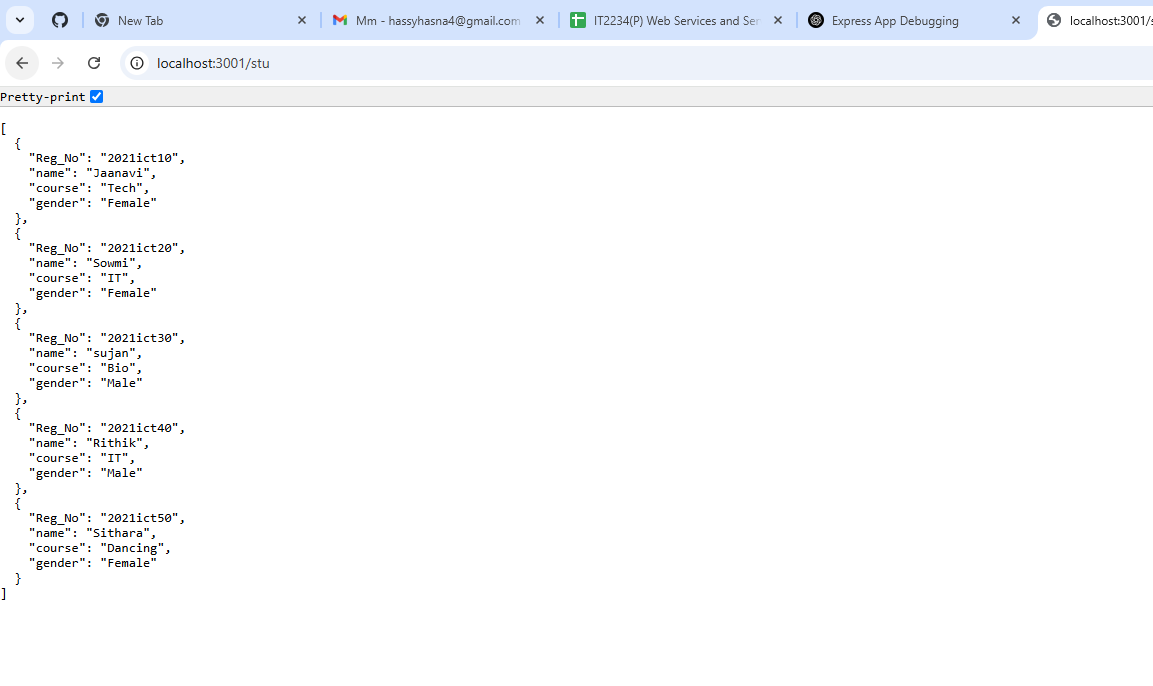 New Tab
Mm - hassyhasna4@gmail.com
IT2234(P) Web Services and Ser
Express App Debugging
localhost:3001/s
localhost:3001/stu
Pretty-print
[
  {
    "Reg_No": "2021ict10",
    "name": "Jaanavi",
    "course": "Tech",
    "gender": "Female"
  },
  {
    "Reg_No": "2021ict20",
    "name": "Sowmi",
    "course": "IT",
    "gender": "Female"
  },
  {
    "Reg_No": "2021ict30",
    "name": "sujan",
    "course": "Bio",
    "gender": "Male"
  },
  {
    "Reg_No": "2021ict40",
    "name": "Rithik",
    "course": "IT",
    "gender": "Male"
  },
  {
    "Reg_No": "2021ict50",
    "name": "Sithara",
    "course": "Dancing",
    "gender": "Female"
  }
]